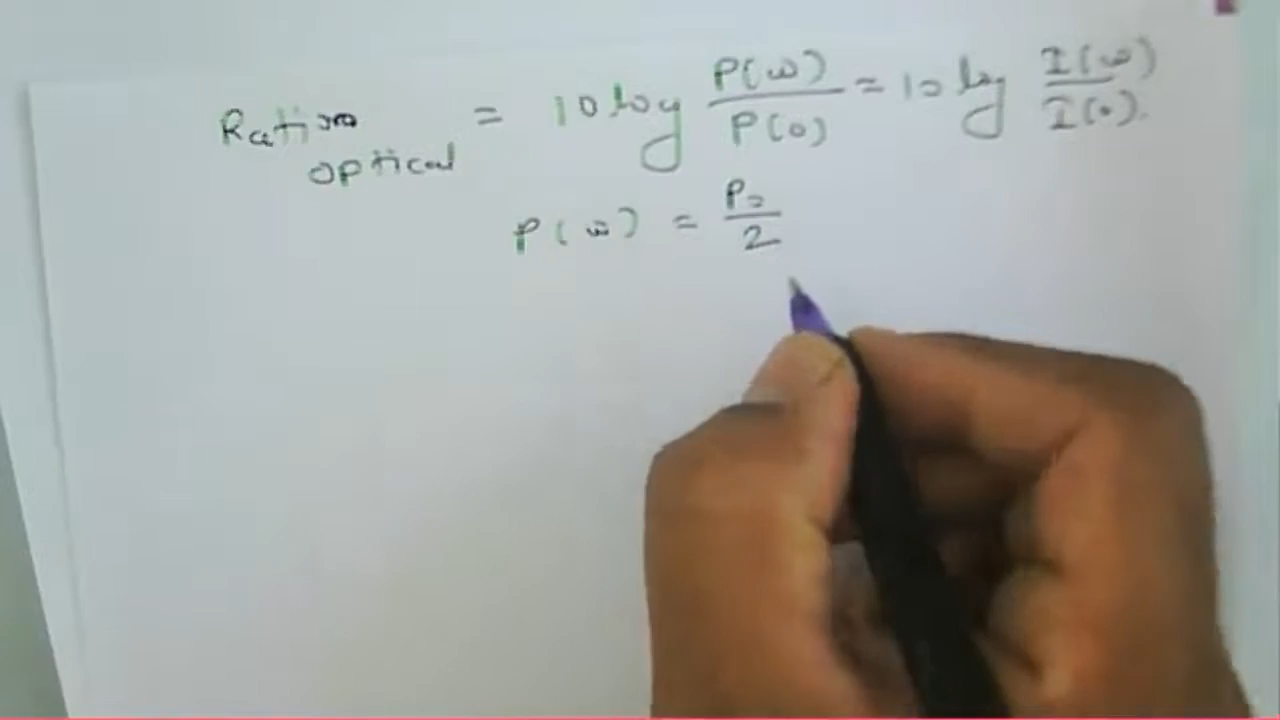 Ratio = 10 log P(ω)/P(0) = 10 log I(ω)/I(0).
optical
P(ω) = P0/2